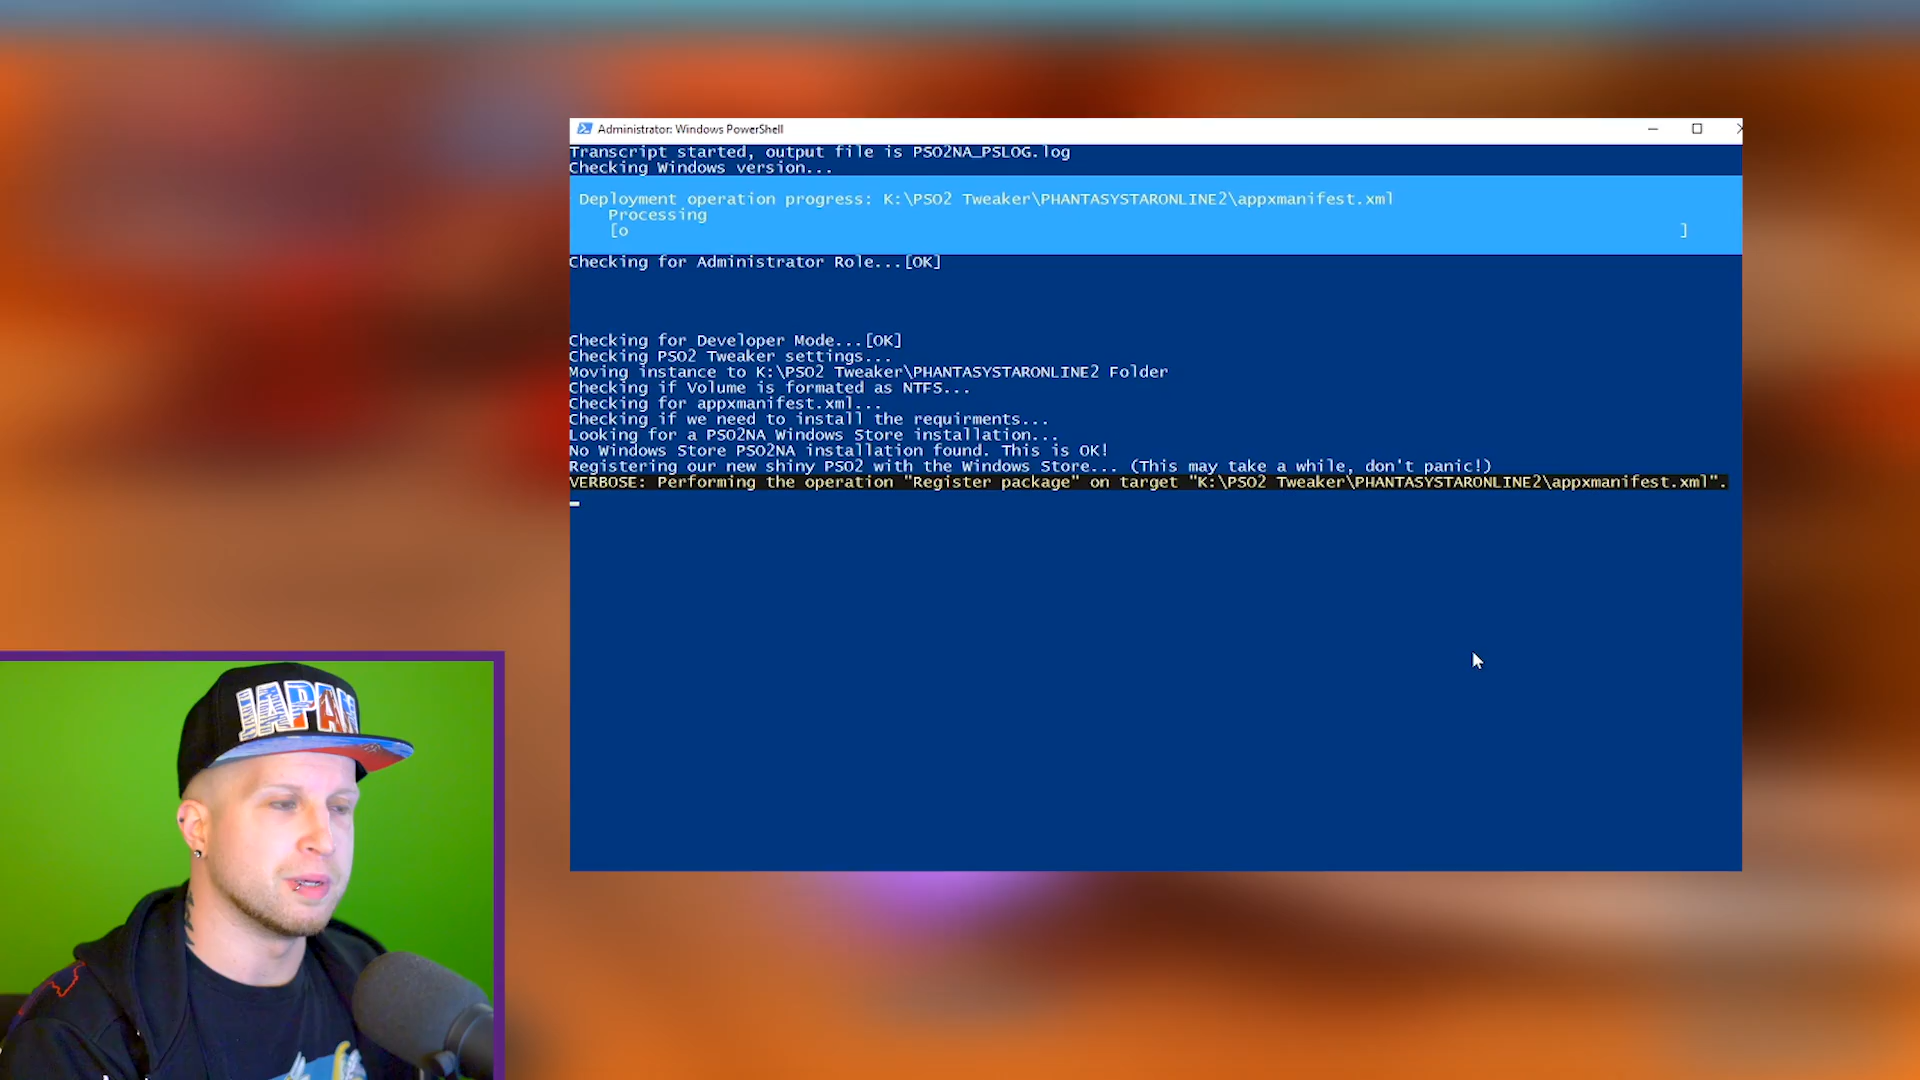 Administrator: Windows PowerShell
Transcript started, output file is PSO2NA_PSLOG.log
Checking Windows version...
Deployment operation progress: K:\PSO2 Tweaker\PHANTASYSTARONLINE2\appxmanifest.xml
Processing
[o ]
Checking for Administrator Role...[OK]
Checking for Developer Mode...[OK]
Checking PSO2 Tweaker settings...
Moving instance to K:\PSO2 Tweaker\PHANTASYSTARONLINE2 Folder
Checking if Volume is formated as NTFS...
Checking for appxmanifest.xml...
Checking if we need to install the requirments...
Looking for a PSO2NA Windows Store installation...
No Windows Store PSO2NA installation found. This is OK!
Registering our new shiny PSO2 with the Windows Store... (This may take a while, don't panic!)
VERBOSE: Performing the operation "Register package" on target "K:\PSO2 Tweaker\PHANTASYSTARONLINE2\appxmanifest.xml".
JAPAN